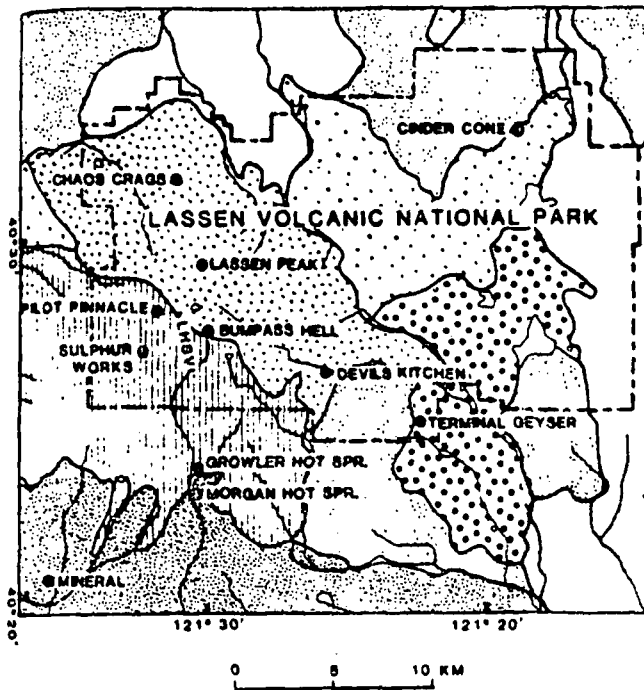 CINDER CONE
CHAOS CRAGS
LASSEN VOLCANIC NATIONAL PARK
40° 30'
LASSEN PEAK
PILOT PINNACLE
BUMPASS HELL
SULPHUR
WORKS
LHSV
DEVILS KITCHEN
TERMINAL GEYSER
GROWLER HOT SPR.
MORGAN HOT SPR.
MINERAL
40° 20'
121° 30'
121° 20'
0 5 10 KM